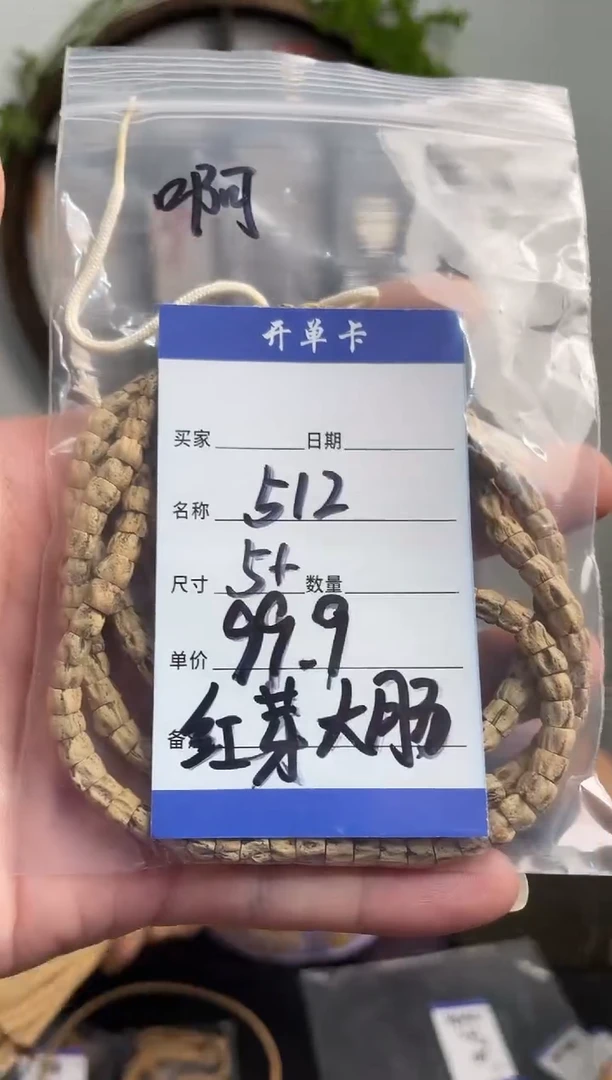 啊
开单卡
买家 日期
名称 512
尺寸 5+ 数量
单价 99.9
备 红芽大肠